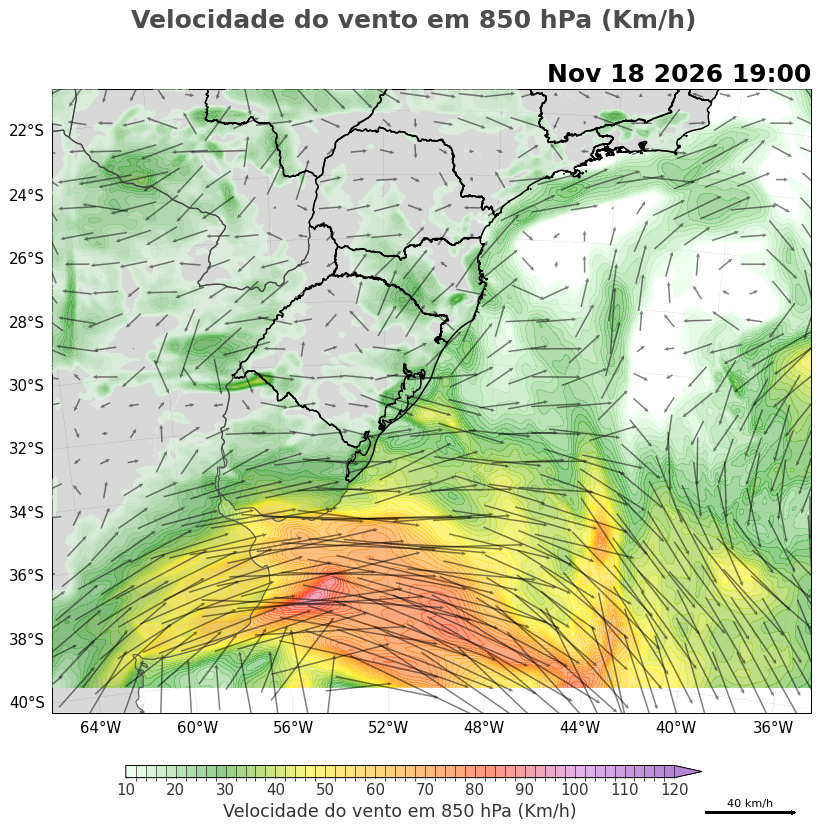 Velocidade do vento em 850 hPa (Km/h)
Nov 18 2026 19:00
22°S
24°S
26°S
28°S
30°S
32°S
34°S
36°S
38°S
40°S
64°W 60°W 56°W 52°W 48°W 44°W 40°W 36°W
10 20 30 40 50 60 70 80 90 100 110 120
Velocidade do vento em 850 hPa (Km/h)
40 km/h